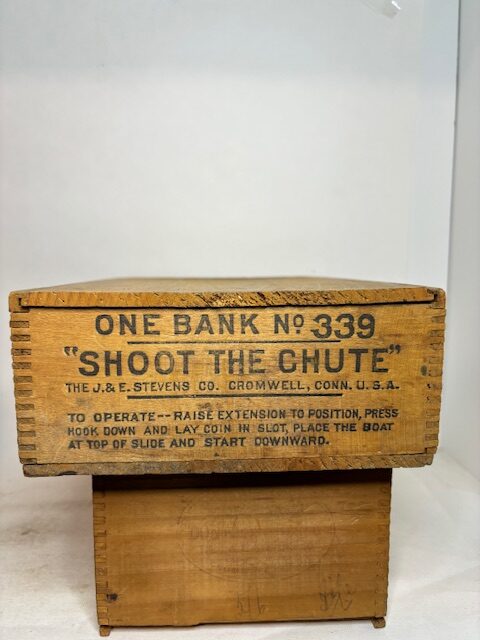 ONE BANK Nº 339
"SHOOT THE CHUTE"
THE J. & E. STEVENS CO. CROMWELL, CONN. U.S.A.
TO OPERATE--RAISE EXTENSION TO POSITION, PRESS
HOOK DOWN AND LAY COIN IN SLOT, PLACE THE BOAT
AT TOP OF SLIDE AND START DOWNWARD.